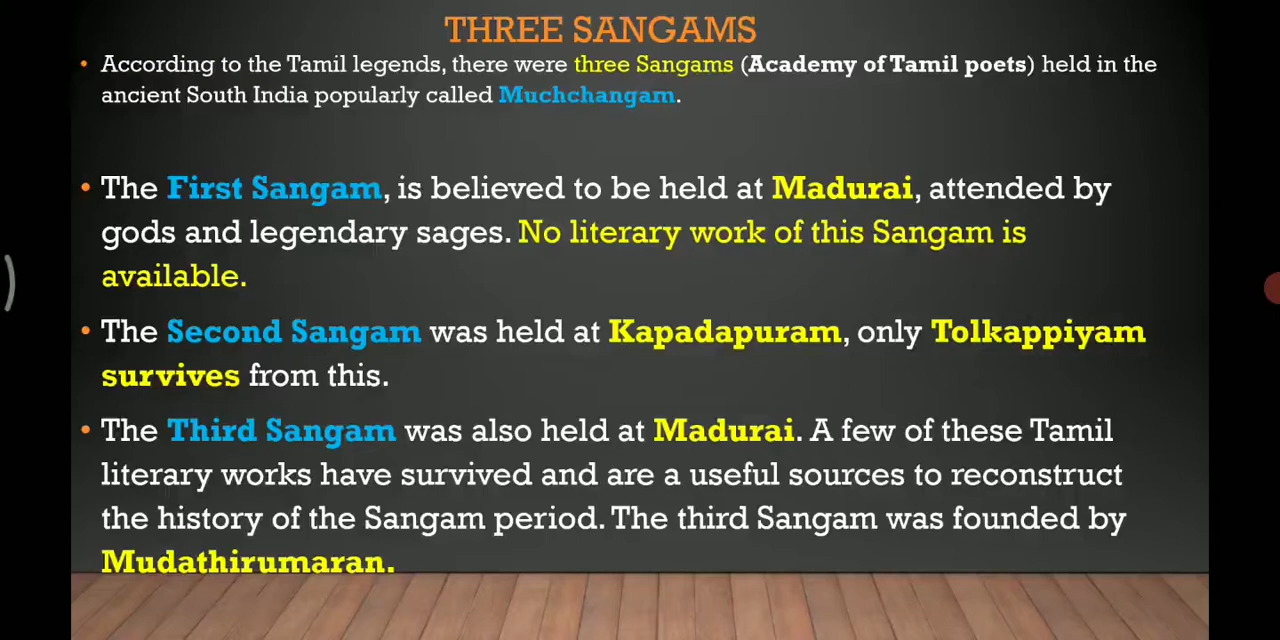 THREE SANGAMS
• According to the Tamil legends, there were three Sangams (Academy of Tamil poets) held in the
ancient South India popularly called Muchchangam.
• The First Sangam, is believed to be held at Madurai, attended by
gods and legendary sages. No literary work of this Sangam is
available.
• The Second Sangam was held at Kapadapuram, only Tolkappiyam
survives from this.
• The Third Sangam was also held at Madurai. A few of these Tamil
literary works have survived and are a useful sources to reconstruct
the history of the Sangam period. The third Sangam was founded by
Mudathirumaran.